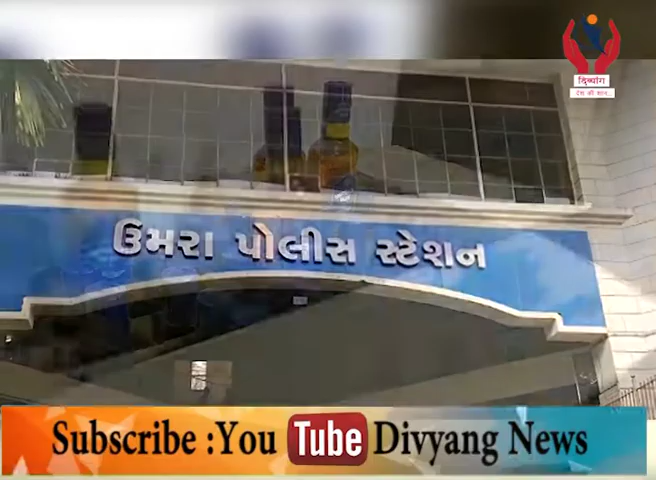 दिव्यांग
देश की शान..
ઉમરા પોલીસ સ્ટેશન
Subscribe :You Tube Divyang News